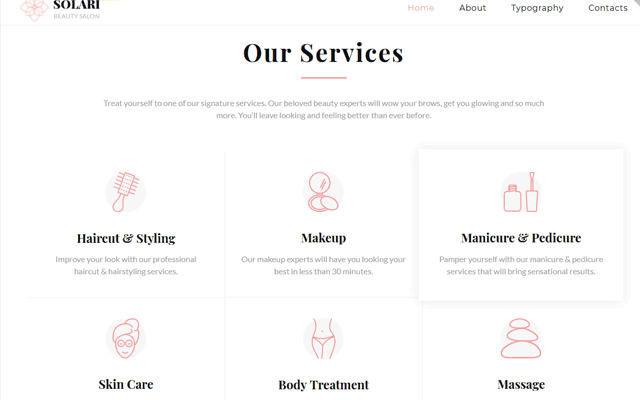 SOLARI
BEAUTY SALON
Home About Typography Contacts
Our Services
Treat yourself to one of our signature services. Our beloved beauty experts will wow your brows, get you glowing and so much
more. You'll leave looking and feeling better than ever before.
Haircut & Styling
Improve your look with our professional
haircut & hairstyling services.
Makeup
Our makeup experts will have you looking your
best in less than 30 minutes.
Manicure & Pedicure
Pamper yourself with our manicure & pedicure
services that will bring sensational results.
Skin Care
Body Treatment
Massage